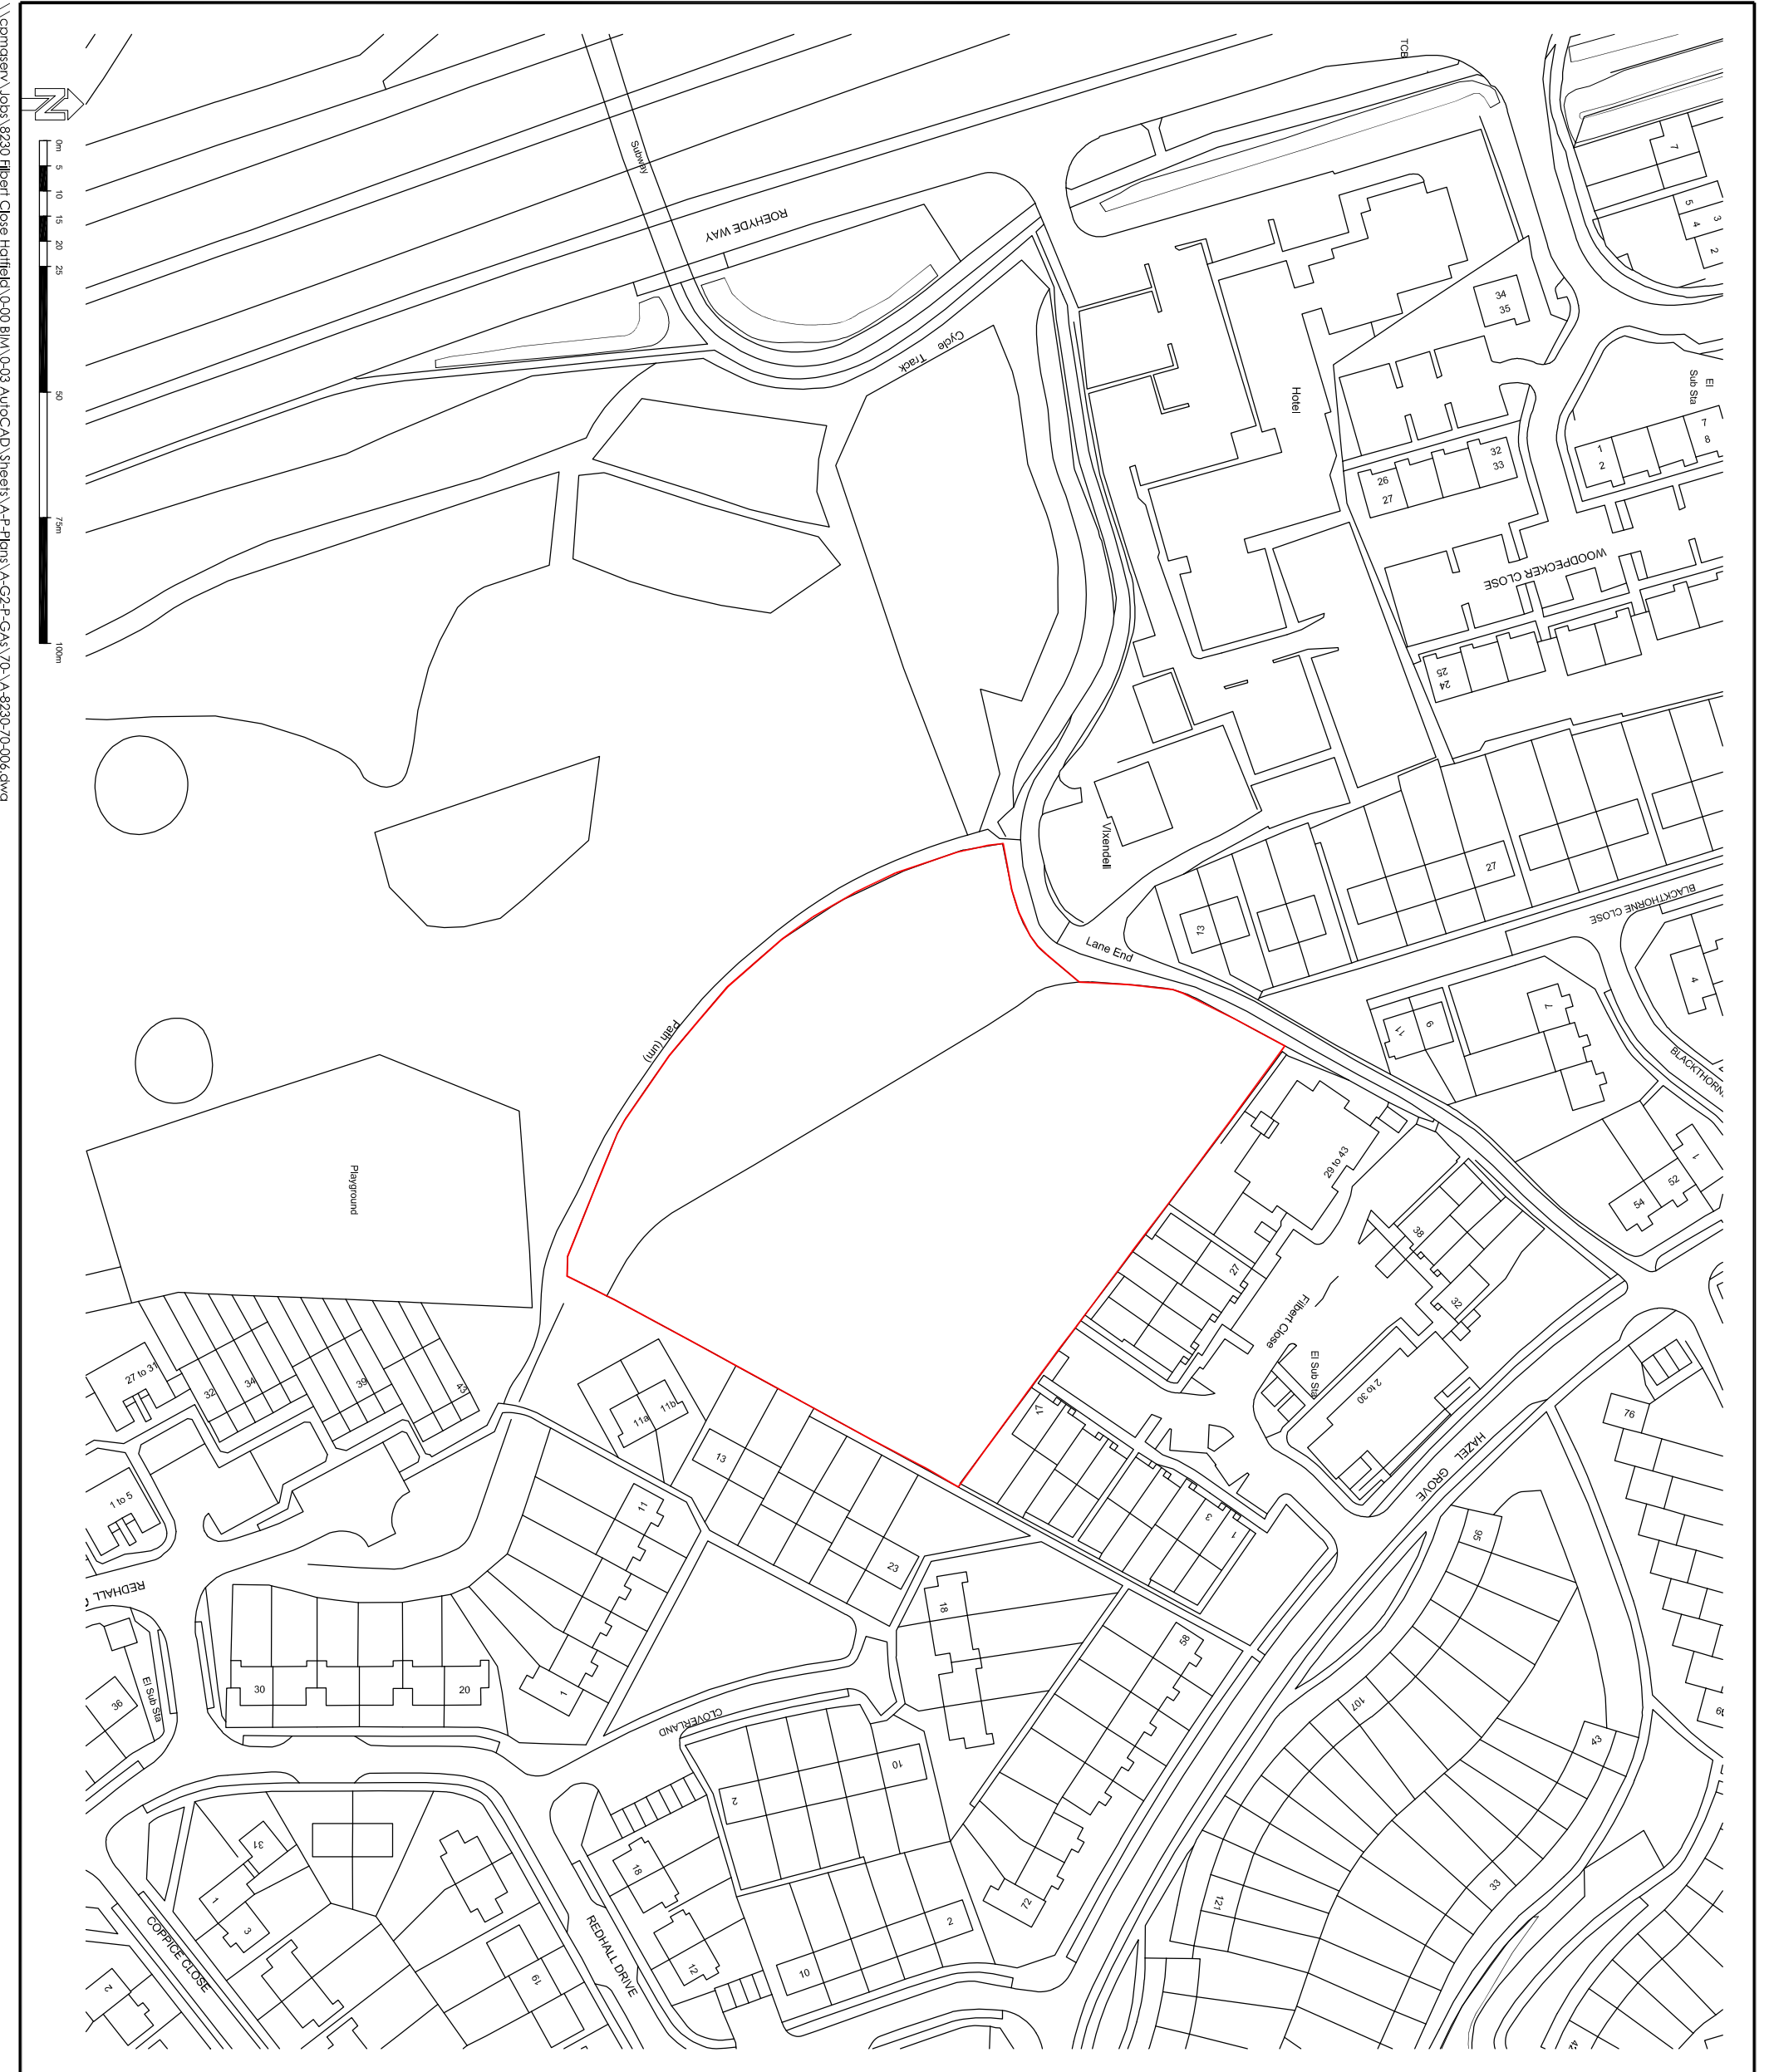 \\cpmaserv\Jobs\8230 Filbert Close Hatfield\0-00 BIM\0-03 AutoCAD\Sheets\A-P-Plans\A-G2-P-GAs\70-\A-8230-70-006.dwg
N
0m
5
10
15
20
25
50
75m
100m
Subway
ROEHYDE WAY
Cycle Track
TCB
Hotel
34
35
7
5
4
3
2
El
Sub Sta
1
2
7
8
32
33
26
27
WOODPECKER CLOSE
25
24
Vixendell
27
73
Lane End
BLACKTHORNE CLOSE
4
7
9
11
BLACKTHORN
1
52
54
Path (um)
Playground
29 to 43
38
27
32
Filbert Close
El Sub Sta
2 to 30
17
3
1
HAZEL GROVE
76
95
107
43
33
121
27 to 31
32
34
39
43
11a
11b
13
23
11
1
1 to 5
REDHALL
36
El Sub Sta
30
20
CLOVERLAND
18
58
72
2
10
2
10
18
12
REDHALL DRIVE
31
1
3
19
COPPICE CLOSE
2